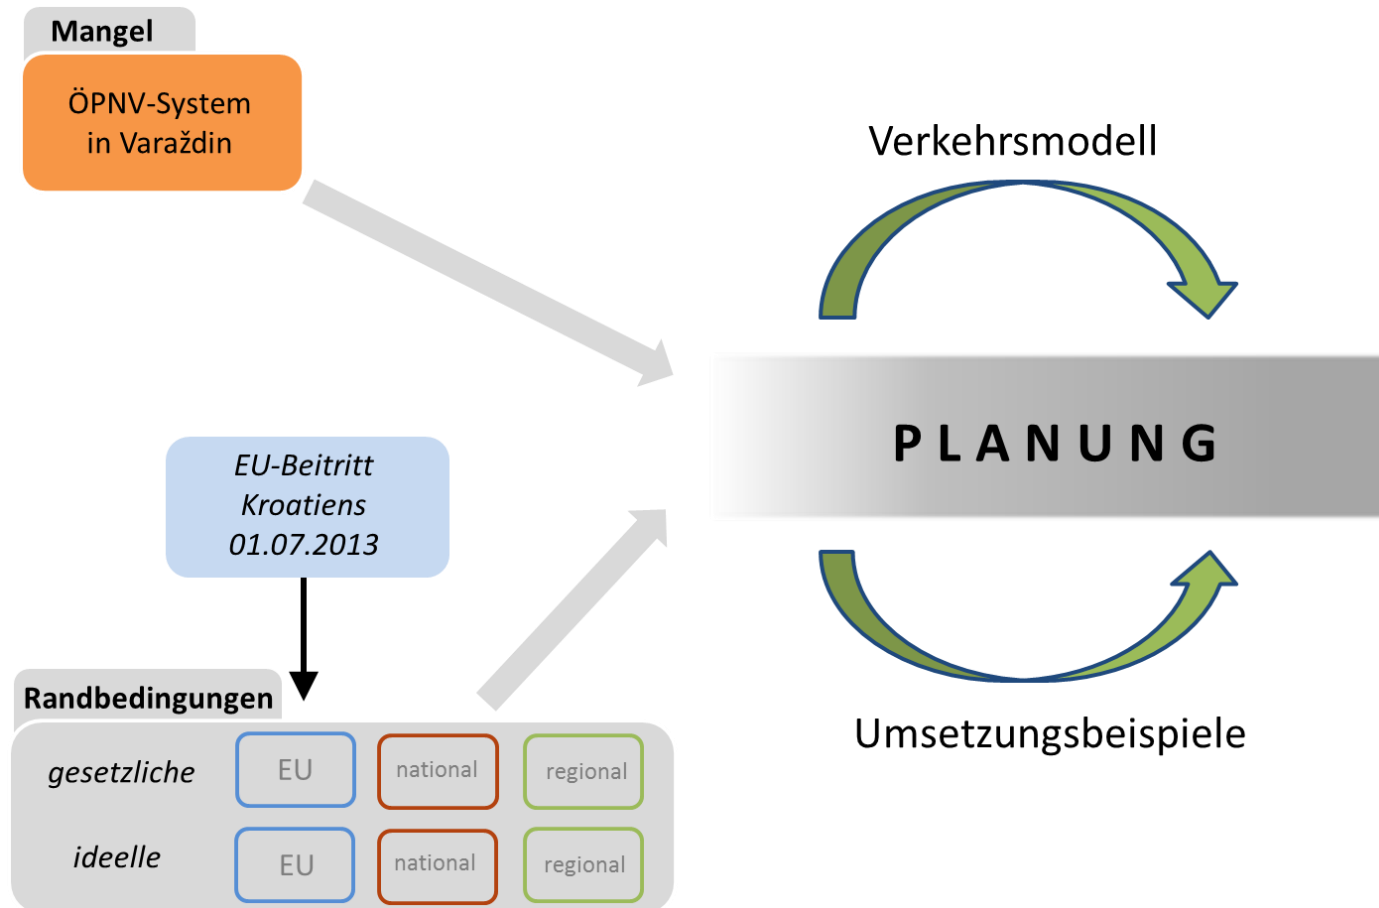 Mangel
ÖPNV-System
in Varaždin
Verkehrsmodell
PLANUNG
EU-Beitritt
Kroatiens
01.07.2013
Umsetzungsbeispiele
Randbedingungen
gesetzliche EU national regional
ideelle EU national regional